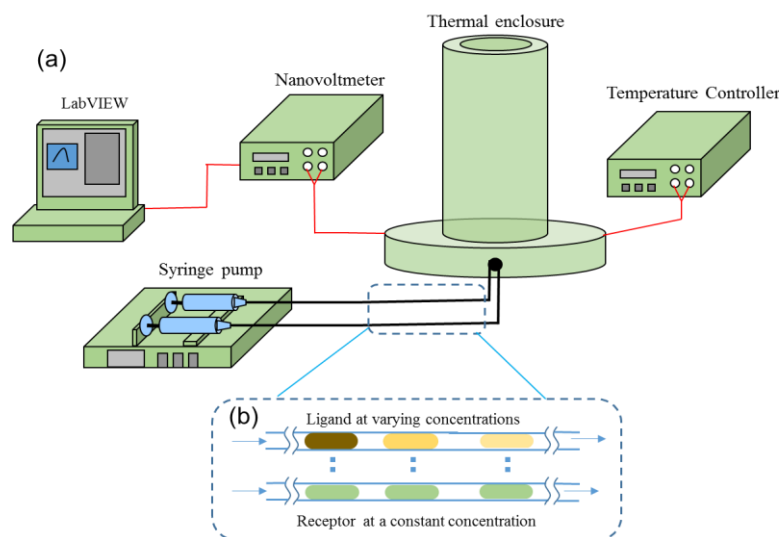 Thermal enclosure
(a)
Nanovoltmeter
LabVIEW
Temperature Controller
Syringe pump
(b)
Ligand at varying concentrations
Receptor at a constant concentration